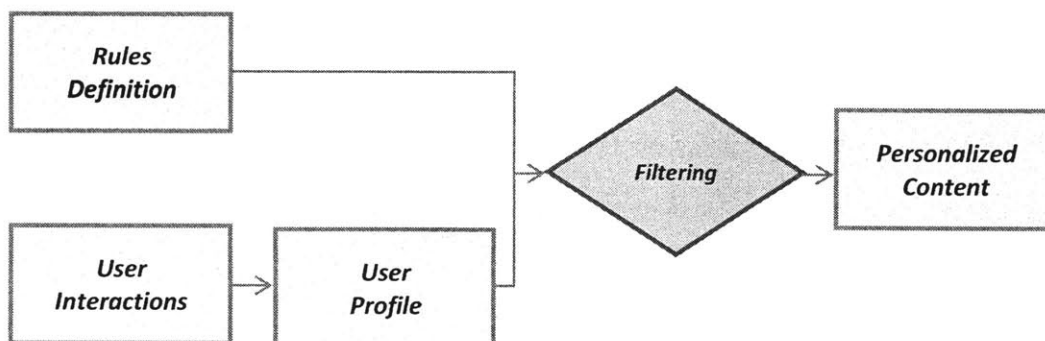 Rules
Definition
Filtering
Personalized
Content
User
Interactions
User
Profile